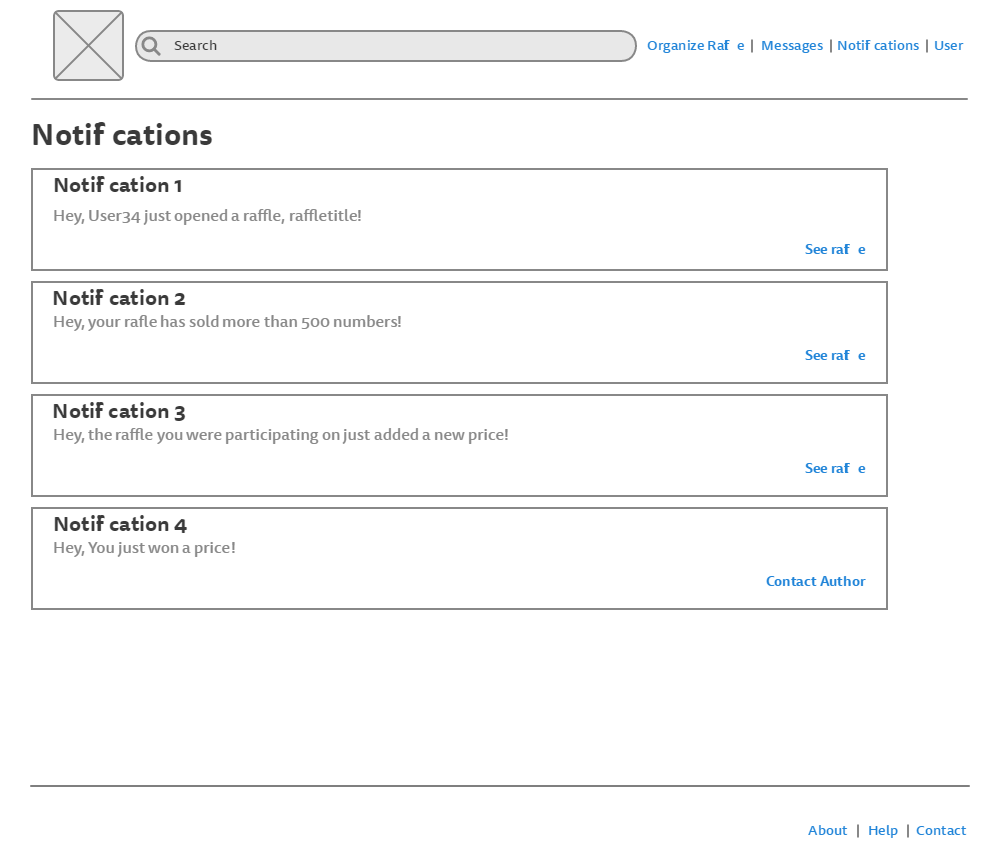 Search
Organize Raf e | Messages | Notif cations | User
Notif cations
Notif cation 1
Hey, User34 just opened a raffle, raffletitle!
See raf e
Notif cation 2
Hey, your rafle has sold more than 500 numbers!
See raf e
Notif cation 3
Hey, the raffle you were participating on just added a new price!
See raf e
Notif cation 4
Hey, You just won a price!
Contact Author
About | Help | Contact